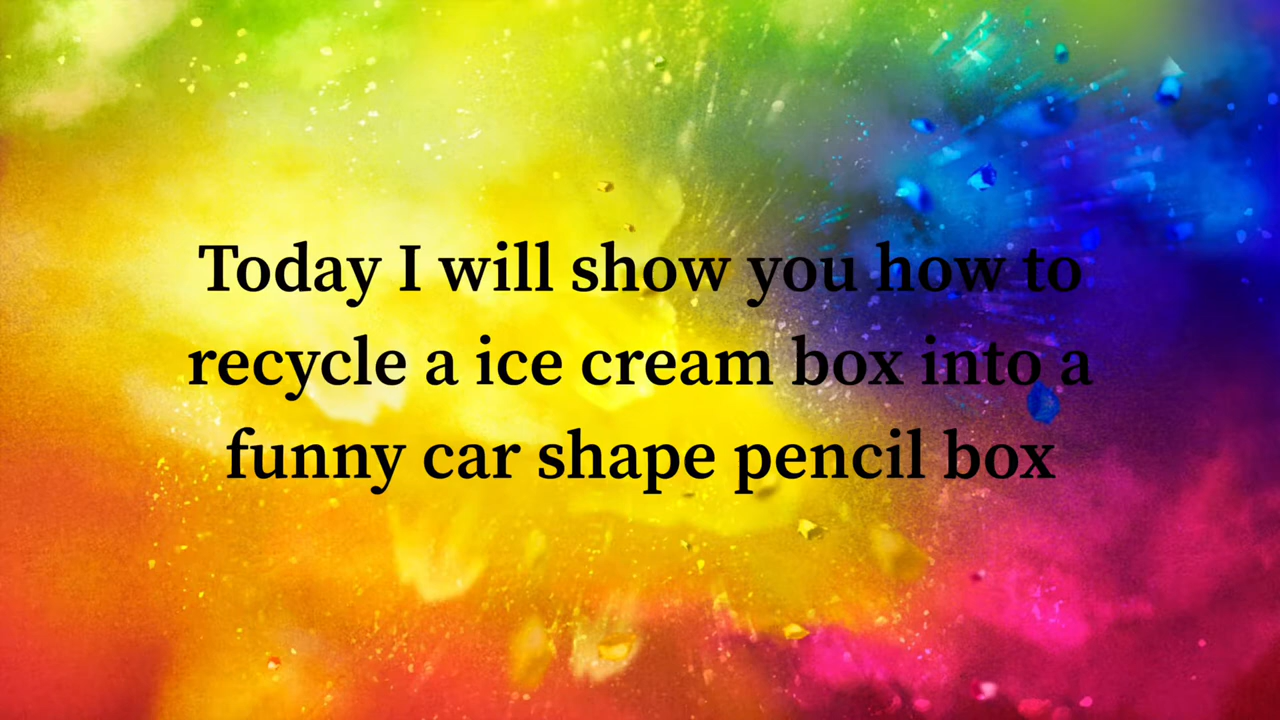 Today I will show you how to
recycle a ice cream box into a
funny car shape pencil box